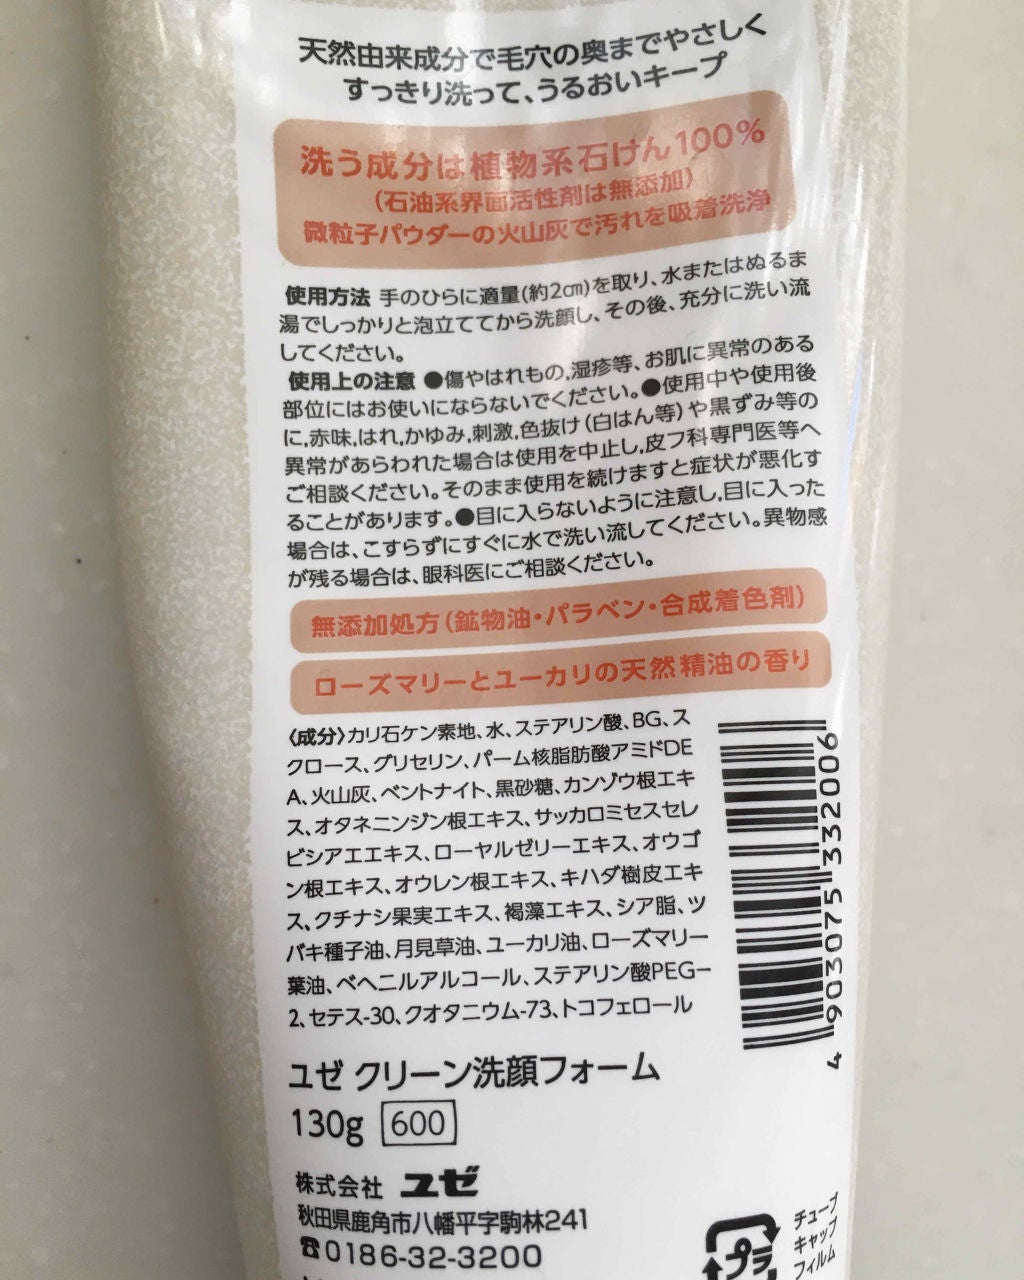 天然由来成分で毛穴の奥までやさしく
すっきり洗って、うるおいキープ
洗う成分は植物系石けん100%
(石油系界面活性剤は無添加)
微粒子パウダーの火山灰で汚れを吸着洗浄
使用方法 手のひらに適量(約2㎝)を取り、水またはぬるま
湯でしっかりと泡立ててから洗顔し、その後、充分に洗い流
してください。
使用上の注意 ●傷やはれもの,湿疹等、お肌に異常のある
部位にはお使いにならないでください。●使用中や使用後
に,赤味,はれ,かゆみ,刺激,色抜け(白はん等)や黒ずみ等の
異常があらわれた場合は使用を中止し,皮フ科専門医等へ
ご相談ください。そのまま使用を続けますと症状が悪化す
ることがあります。●目に入らないように注意し,目に入った
場合は、こすらずにすぐに水で洗い流してください。異物感
が残る場合は、眼科医にご相談ください。
無添加処方(鉱物油・パラベン・合成着色剤)
ローズマリーとユーカリの天然精油の香り
〈成分〉カリ石ケン素地、水、ステアリン酸、BG、ス
クロース、グリセリン、パーム核脂肪酸アミドDE
A、火山灰、ベントナイト、黒砂糖、カンゾウ根エキ
ス、オタネニンジン根エキス、サッカロミセスセレ
ビシアエエキス、ローヤルゼリーエキス、オウゴ
ン根エキス、オウレン根エキス、キハダ樹皮エキ
ス、クチナシ果実エキス、褐藻エキス、シア脂、ツ
バキ種子油、月見草油、ユーカリ油、ローズマリー
葉油、ベヘニルアルコール、ステアリン酸PEG-
2、セテス-30、クオタニウム-73、トコフェロール
4903075332006
ユゼ クリーン洗顔フォーム
130g 600
株式会社 ユゼ
秋田県鹿角市八幡平字駒林241
☎0186-32-3200
プラ
チューブ
キャップ
フィルム